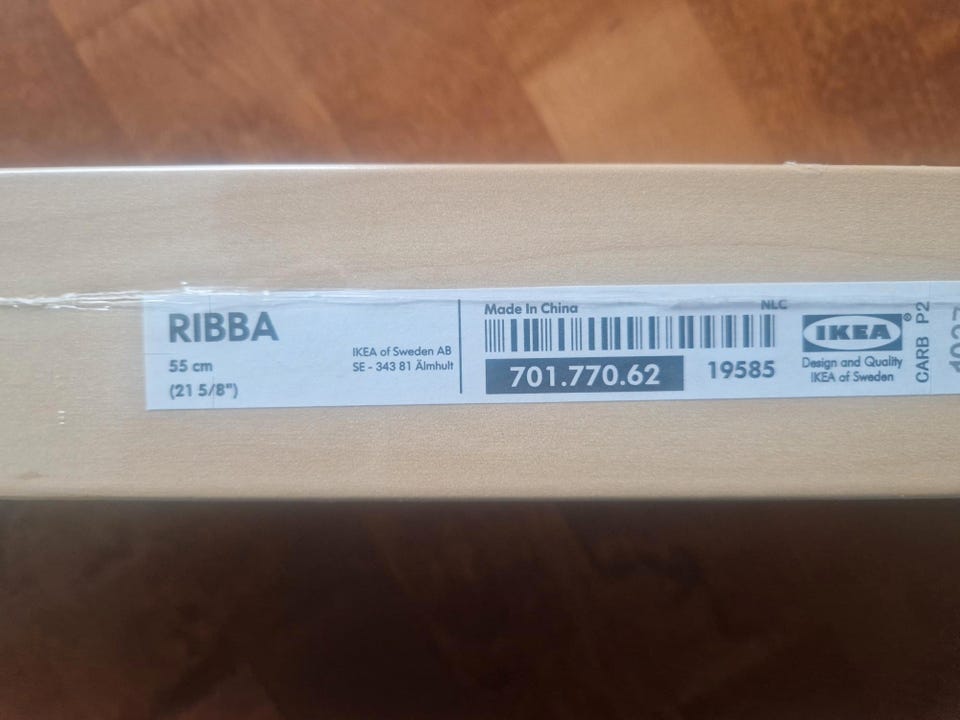 RIBBA
55 cm
(21 5/8")
IKEA of Sweden AB
SE - 343 81 Älmhult
Made In China
NLC
701.770.62
19585
IKEA®
Design and Quality
IKEA of Sweden
CARB P2